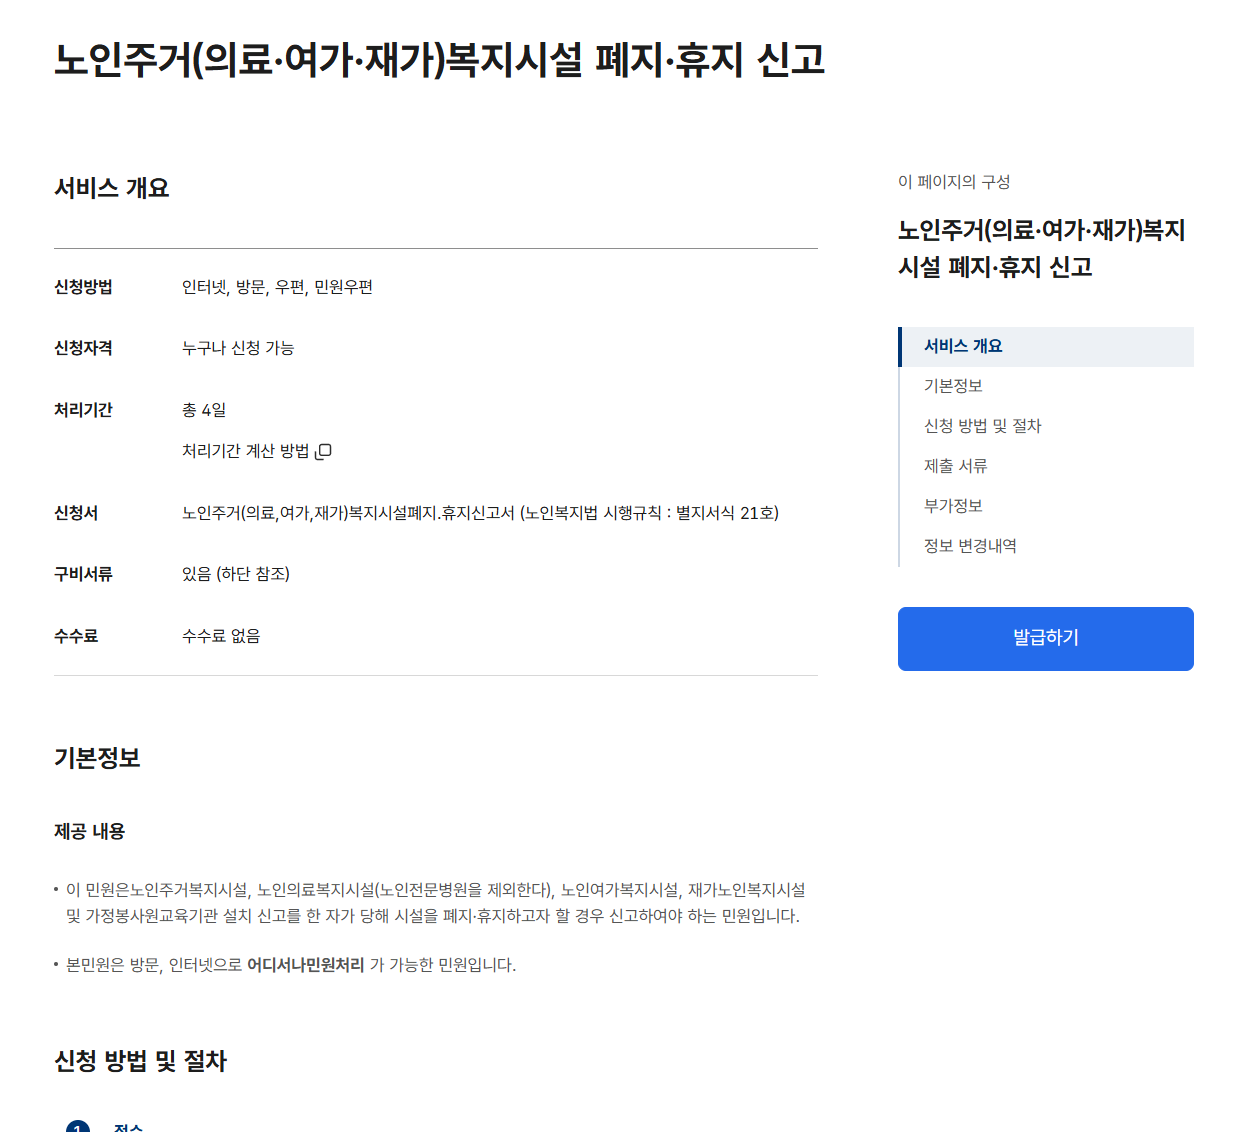 노인주거(의료·여가·재가)복지시설 폐지·휴지 신고
서비스 개요
신청방법 인터넷, 방문, 우편, 민원우편
신청자격 누구나 신청 가능
처리기간 총 4일
처리기간 계산 방법
신청서 노인주거(의료,여가,재가)복지시설폐지.휴지신고서 (노인복지법 시행규칙 : 별지서식 21호)
구비서류 있음 (하단 참조)
수수료 수수료 없음
기본정보
제공 내용
• 이 민원은노인주거복지시설, 노인의료복지시설(노인전문병원을 제외한다), 노인여가복지시설, 재가노인복지시설
및 가정봉사원교육기관 설치 신고를 한 자가 당해 시설을 폐지·휴지하고자 할 경우 신고하여야 하는 민원입니다.
• 본민원은 방문, 인터넷으로 어디서나민원처리 가 가능한 민원입니다.
신청 방법 및 절차
1 접수
이 페이지의 구성
노인주거(의료·여가·재가)복지
시설 폐지·휴지 신고
서비스 개요
기본정보
신청 방법 및 절차
제출 서류
부가정보
정보 변경내역
발급하기